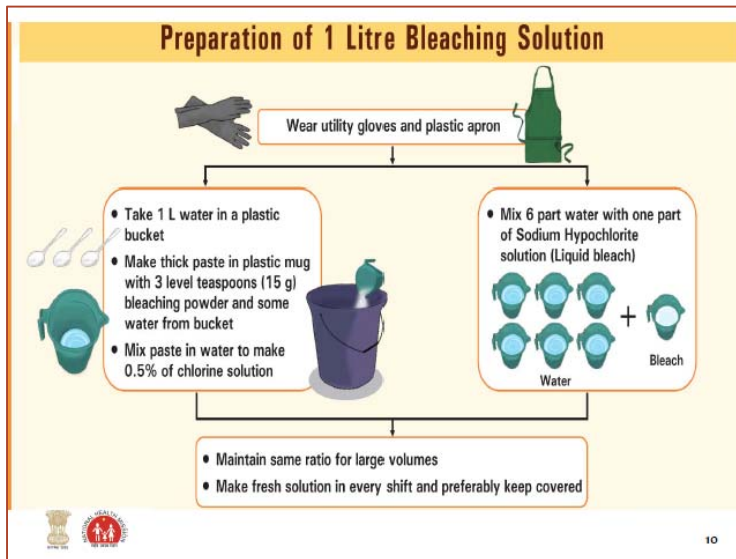 Preparation of 1 Litre Bleaching Solution
Wear utility gloves and plastic apron
• Take 1 L water in a plastic
bucket
• Make thick paste in plastic mug
with 3 level teaspoons (15 g)
bleaching powder and some
water from bucket
• Mix paste in water to make
0.5% of chlorine solution
• Mix 6 part water with one part
of Sodium Hypochlorite
solution (Liquid bleach)
+
Water
Bleach
• Maintain same ratio for large volumes
• Make fresh solution in every shift and preferably keep covered
NATIONAL HEALTH MISSION
10